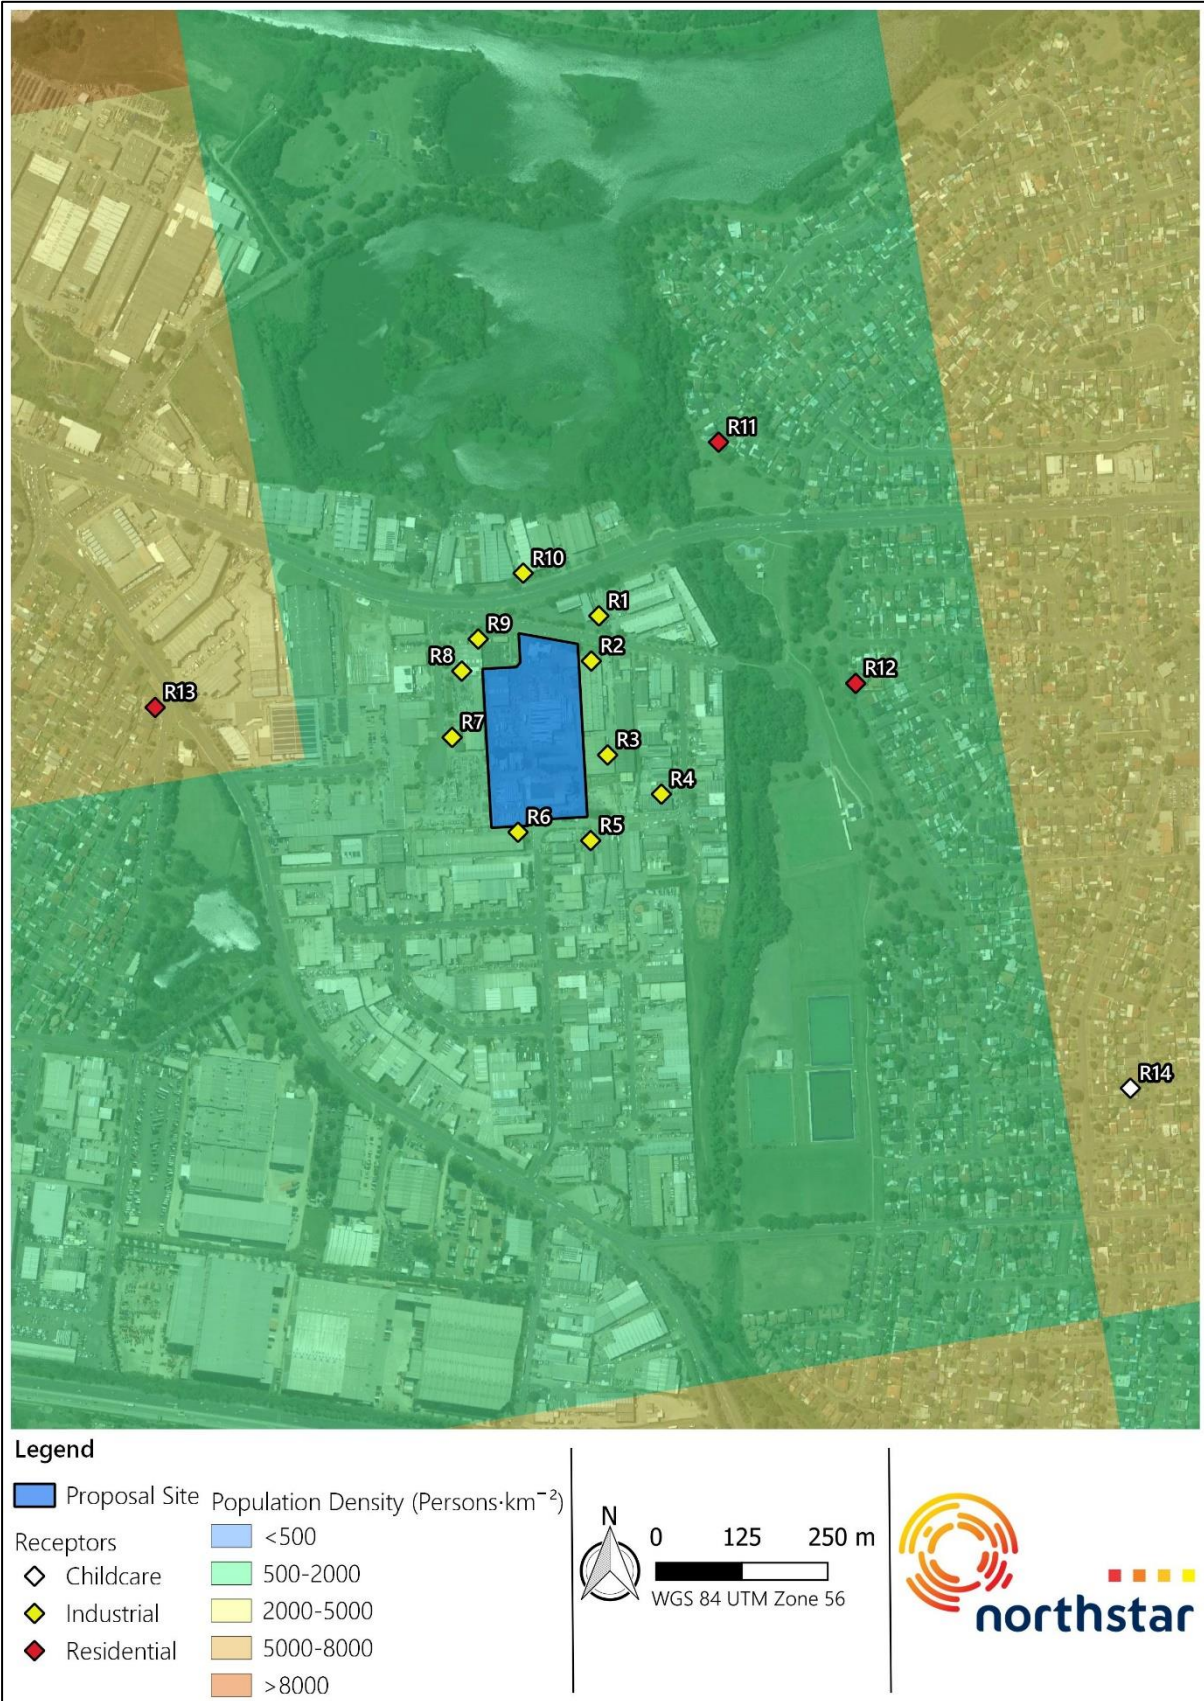 R11
R10
R1
R9
R2
R8
R12
R13
R7
R3
R4
R6
R5
R14
Legend
Proposal Site
Receptors
Childcare
Industrial
Residential
Population Density (Persons·km⁻²)
<500
500-2000
2000-5000
5000-8000
>8000
N
0 125 250 m
WGS 84 UTM Zone 56
northstar